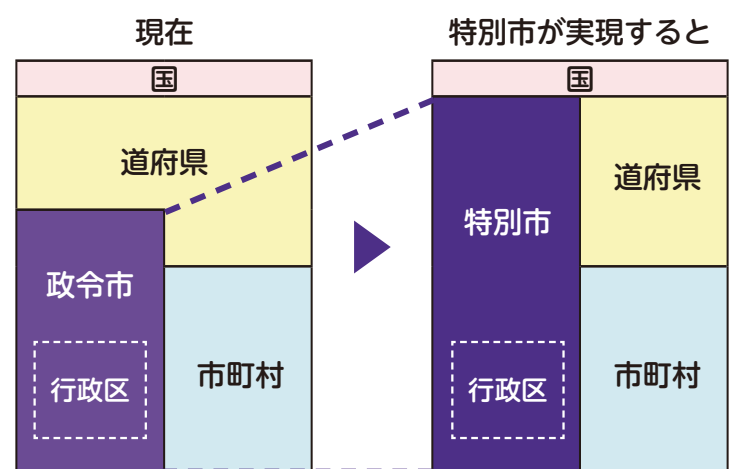 現在
国
道府県
政令市
行政区
市町村
特別市が実現すると
国
特別市
道府県
行政区
市町村